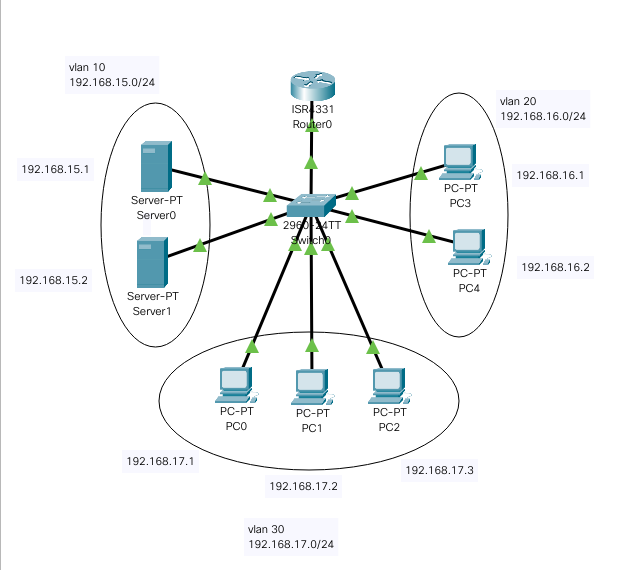 vlan 10
192.168.15.0/24
ISR4331
Router0
vlan 20
192.168.16.0/24
192.168.15.1
Server-PT
Server0
PC-PT
PC3
192.168.16.1
2960-24TT
Switch0
192.168.15.2
Server-PT
Server1
PC-PT
PC4
192.168.16.2
PC-PT
PC0
PC-PT
PC1
PC-PT
PC2
192.168.17.1
192.168.17.2
192.168.17.3
vlan 30
192.168.17.0/24